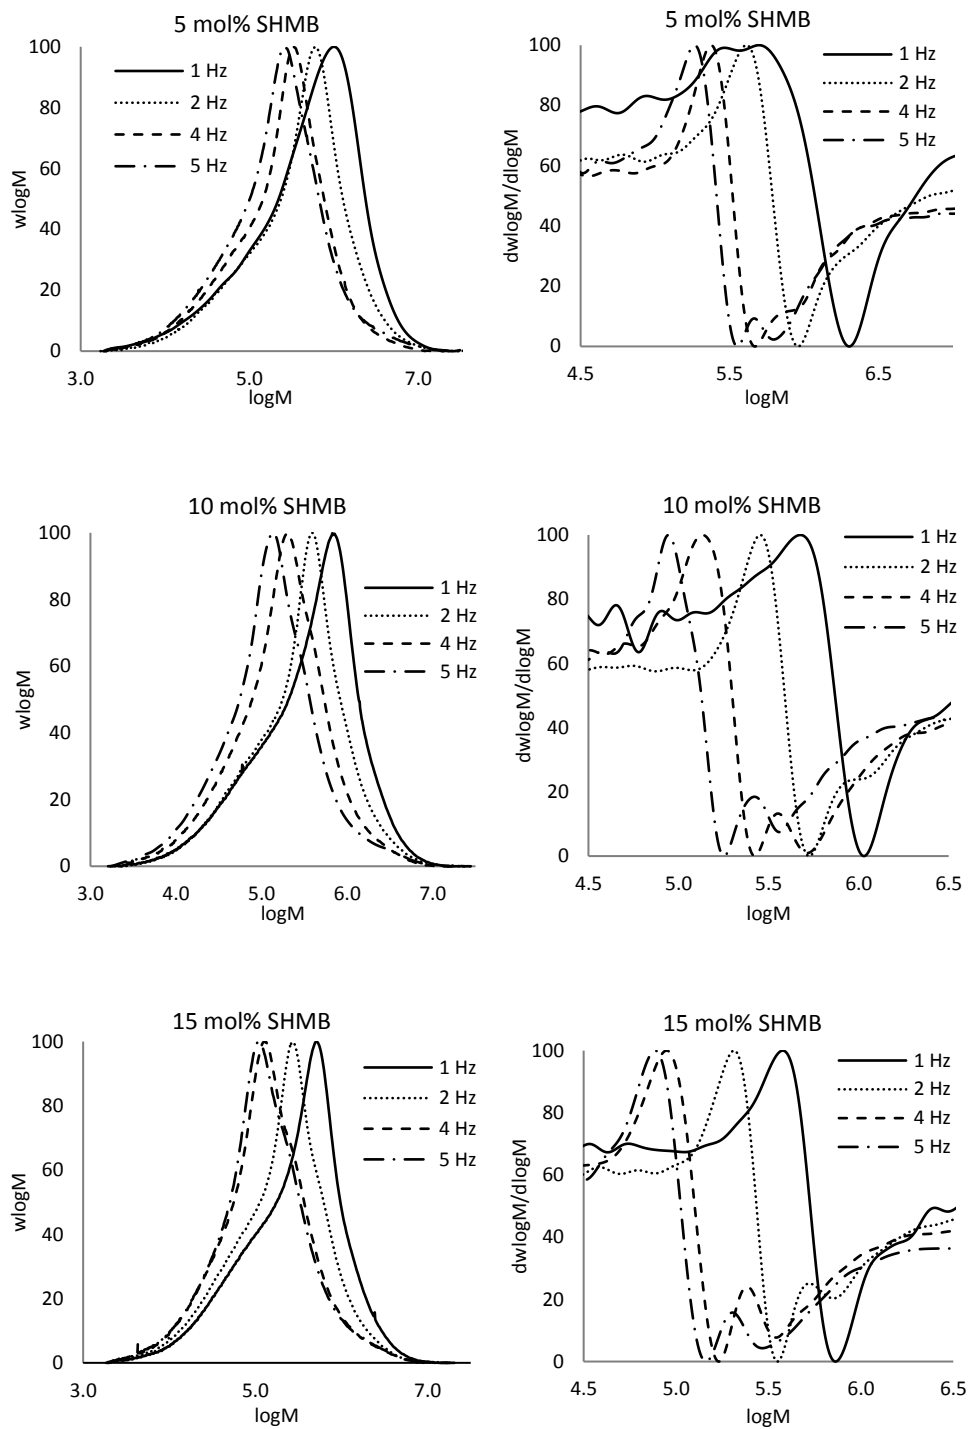 5 mol% SHMB
100
80
60
40
20
0
wlogM
3.0 5.0 7.0
logM
1 Hz
2 Hz
4 Hz
5 Hz
5 mol% SHMB
100
80
60
40
20
0
dwlogM/dlogM
4.5 5.5 6.5
logM
1 Hz
2 Hz
4 Hz
5 Hz
10 mol% SHMB
100
80
60
40
20
0
wlogM
3.0 4.0 5.0 6.0 7.0
logM
1 Hz
2 Hz
4 Hz
5 Hz
10 mol% SHMB
100
80
60
40
20
0
dwlogM/dlogM
4.5 5.0 5.5 6.0 6.5
logM
1 Hz
2 Hz
4 Hz
5 Hz
15 mol% SHMB
100
80
60
40
20
0
wlogM
3.0 5.0 7.0
logM
1 Hz
2 Hz
4 Hz
5 Hz
15 mol% SHMB
100
80
60
40
20
0
dwlogM/dlogM
4.5 5.0 5.5 6.0 6.5
logM
1 Hz
2 Hz
4 Hz
5 Hz